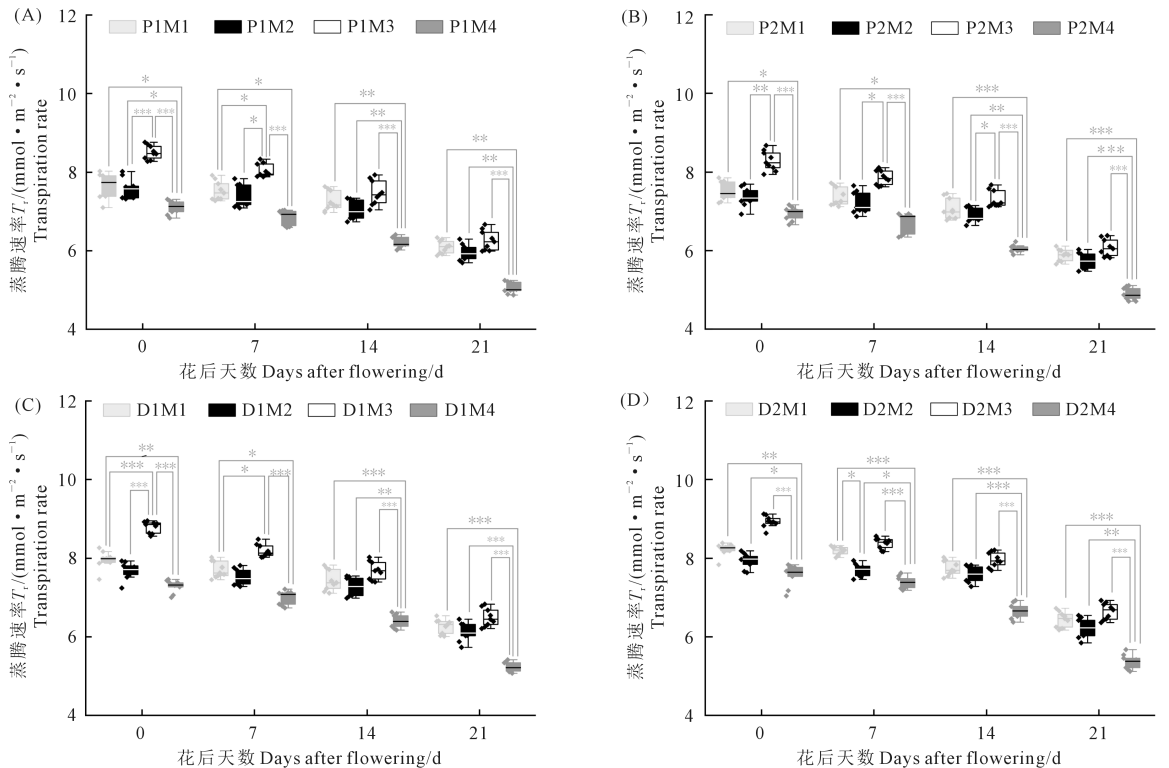 (A)
P1M1 P1M2 P1M3 P1M4
蒸腾速率Tr/(mmol·m⁻²·s⁻¹)
Transpiration rate
12
10
8
6
4
* * *** ***
* * * ***
** ** ***
** ** ***
0 7 14 21
花后天数 Days after flowering/d
(B)
P2M1 P2M2 P2M3 P2M4
蒸腾速率Tr/(mmol·m⁻²·s⁻¹)
Transpiration rate
12
10
8
6
4
* ** ***
* * ***
*** ** * ***
*** *** ***
0 7 14 21
花后天数 Days after flowering/d
(C)
D1M1 D1M2 D1M3 D1M4
蒸腾速率Tr/(mmol·m⁻²·s⁻¹)
Transpiration rate
12
10
8
6
4
** *** *** ***
* * ***
*** ** ***
*** *** ***
0 7 14 21
花后天数 Days after flowering/d
(D)
D2M1 D2M2 D2M3 D2M4
蒸腾速率Tr/(mmol·m⁻²·s⁻¹)
Transpiration rate
12
10
8
6
4
** * ***
*** * * ***
*** *** ***
*** ** ***
0 7 14 21
花后天数 Days after flowering/d